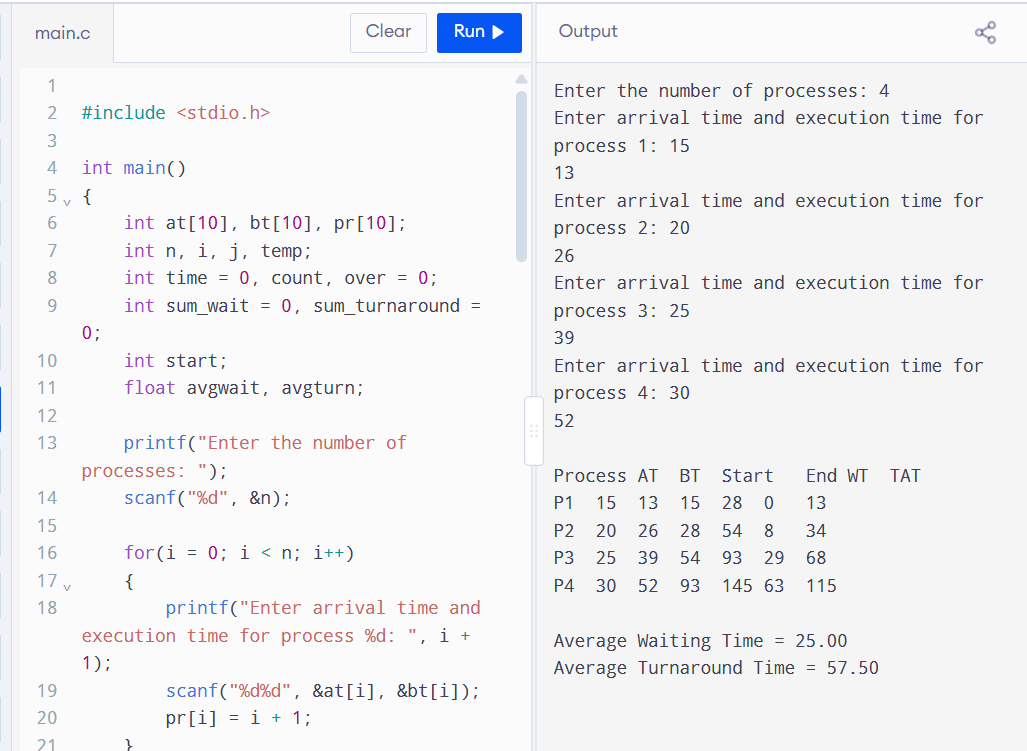 main.c
Clear
Run
Output
1
2 #include <stdio.h>
3
4 int main()
5 {
6 int at[10], bt[10], pr[10];
7 int n, i, j, temp;
8 int time = 0, count, over = 0;
9 int sum_wait = 0, sum_turnaround =
0;
10 int start;
11 float avgwait, avgturn;
12
13 printf("Enter the number of
processes: ");
14 scanf("%d", &n);
15
16 for(i = 0; i < n; i++)
17 {
18 printf("Enter arrival time and
execution time for process %d: ", i +
1);
19 scanf("%d%d", &at[i], &bt[i]);
20 pr[i] = i + 1;
21 }
Enter the number of processes: 4
Enter arrival time and execution time for
process 1: 15
13
Enter arrival time and execution time for
process 2: 20
26
Enter arrival time and execution time for
process 3: 25
39
Enter arrival time and execution time for
process 4: 30
52
Process AT BT Start End WT TAT
P1 15 13 15 28 0 13
P2 20 26 28 54 8 34
P3 25 39 54 93 29 68
P4 30 52 93 145 63 115
Average Waiting Time = 25.00
Average Turnaround Time = 57.50